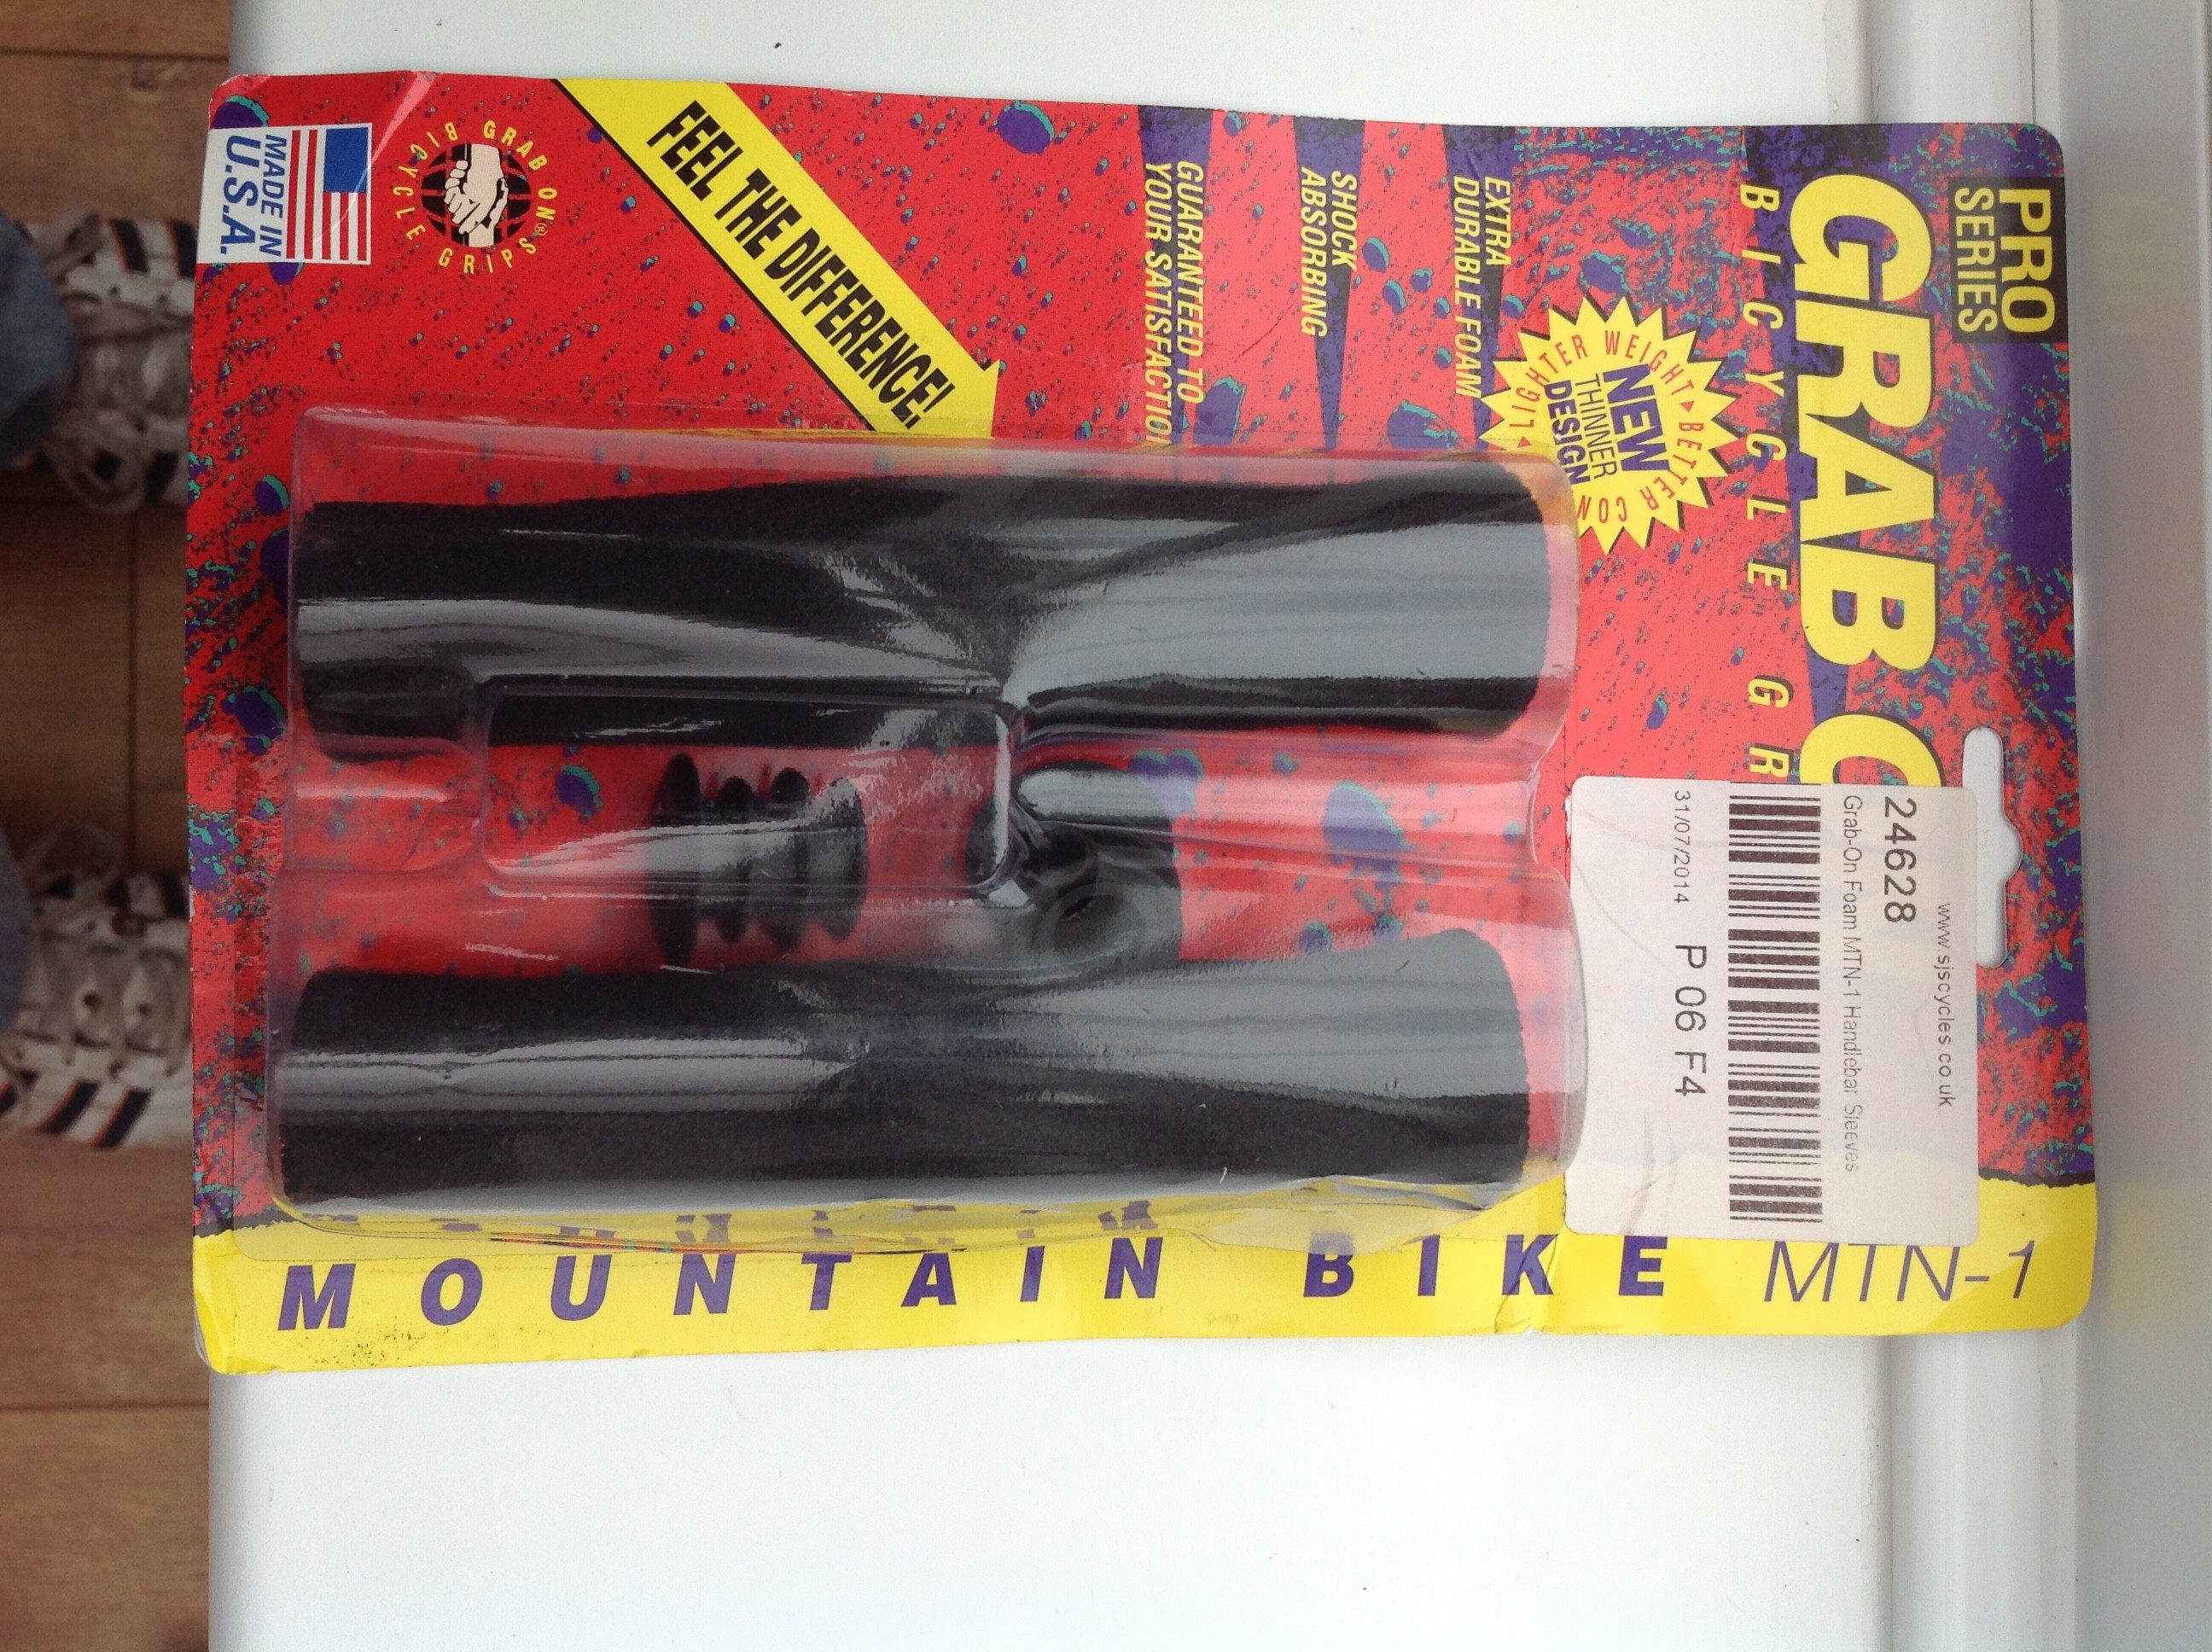 PRO
SERIES
GRAB
BICYCLE GR
LIGHTER WEIGHT BETTER CON
NEW
THINNER
DESIGN
EXTRA
DURABLE FOAM
SHOCK
ABSORBING
GUARANTEED TO
YOUR SATISFACTION
FEEL THE DIFFERENCE!
GRAB ON®
BICYCLE GRIPS
MADE IN
U.S.A.
www.sjscycles.co.uk
24628
Grab-On Foam MTN-1 Handlebar Sleeves
31/07/2014 P 06 F4
MOUNTAIN BIKE MTN-1